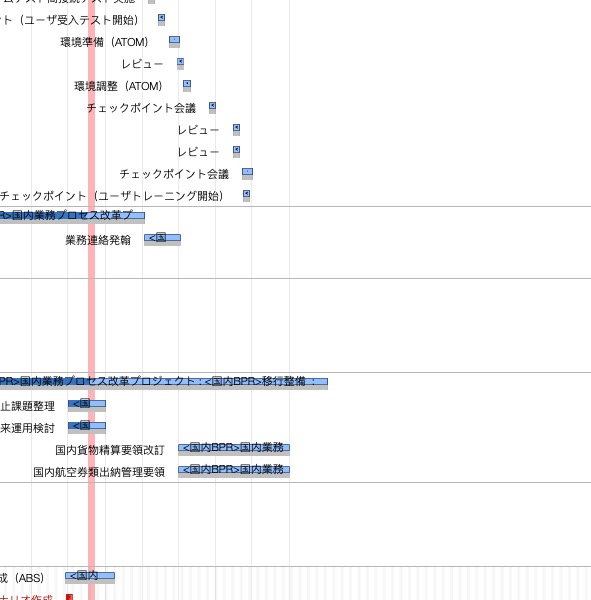 ント（ユーザ受入テスト開始）
環境準備（ATOM）
レビュー
環境調整（ATOM）
チェックポイント会議
レビュー
レビュー
チェックポイント会議
チェックポイント（ユーザトレーニング開始）
R>国内業務プロセス改革プ
業務連絡発翰 <国
BPR>国内業務プロセス改革プロジェクト：<国内BPR>移行整備：
止課題整理 <国
来運用検討 <国
国内貨物精算要領改訂 <国内BPR>国内業務
国内航空券類出納管理要領 <国内BPR>国内業務
成（ABS） <国内
ナリオ作成